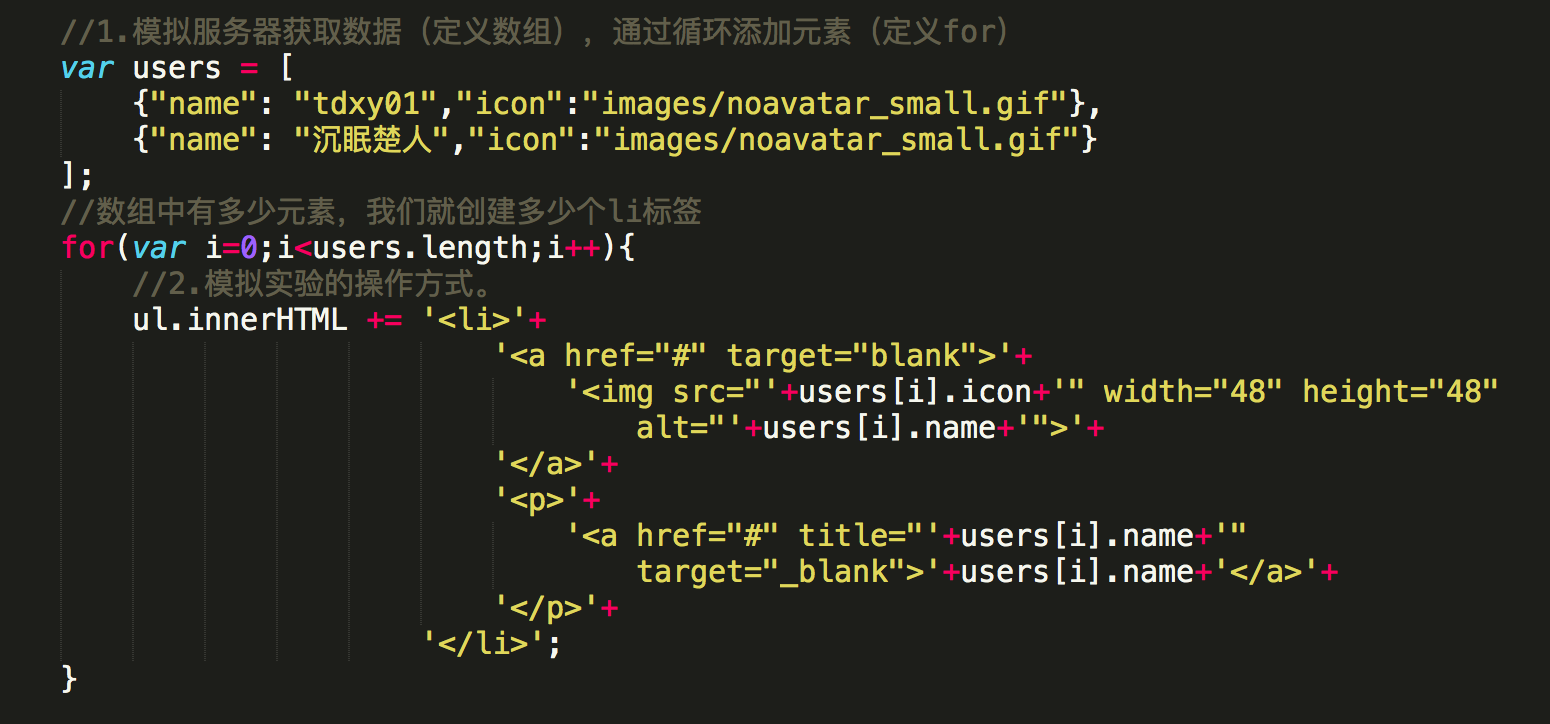 //1.模拟服务器获取数据（定义数组），通过循环添加元素（定义for）
var users = [
    {"name": "tdxy01","icon":"images/noavatar_small.gif"},
    {"name": "沉眠楚人","icon":"images/noavatar_small.gif"}
];
//数组中有多少元素，我们就创建多少个li标签
for(var i=0;i<users.length;i++){
    //2.模拟实验的操作方式。
    ul.innerHTML += '<li>'+
                        '<a href="#" target="blank">'+
                            '<img src="'+users[i].icon+'" width="48" height="48"
                                alt="'+users[i].name+'">'+
                        '</a>'+
                        '<p>'+
                            '<a href="#" title="'+users[i].name+'"
                                target="_blank">'+users[i].name+'</a>'+
                        '</p>'+
                    '</li>';
}